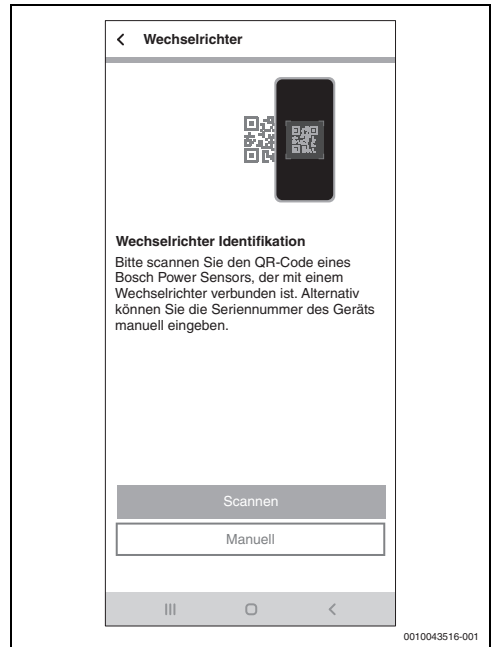 Wechselrichter
Wechselrichter Identifikation
Bitte scannen Sie den QR-Code eines
Bosch Power Sensors, der mit einem
Wechselrichter verbunden ist. Alternativ
können Sie die Seriennummer des Geräts
manuell eingeben.
Scannen
Manuell
0010043516-001